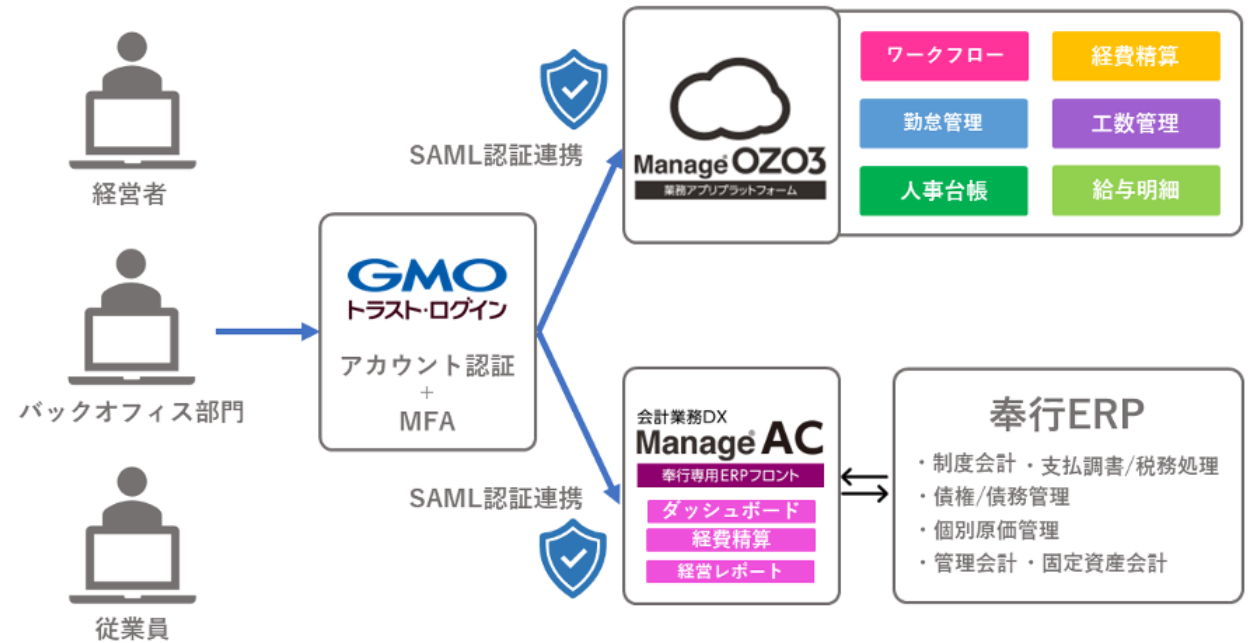 経営者
バックオフィス部門
従業員
GMO
トラスト・ログイン
アカウント認証
+
MFA
SAML認証連携
SAML認証連携
Manage OZO3
業務アプリプラットフォーム
ワークフロー
経費精算
勤怠管理
工数管理
人事台帳
給与明細
会計業務DX
Manage AC
奉行専用ERPフロント
ダッシュボード
経費精算
経営レポート
奉行ERP
・制度会計 ・支払調書/税務処理
・債権/債務管理
・個別原価管理
・管理会計 ・固定資産会計